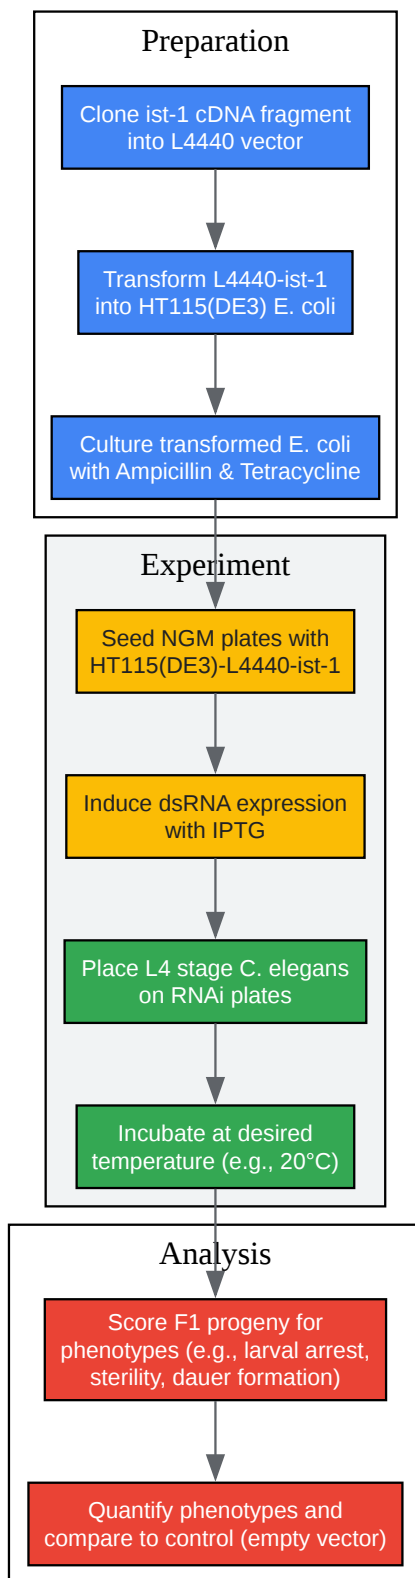 Preparation
Clone ist-1 cDNA fragment
into L4440 vector
Transform L4440-ist-1
into HT115(DE3) E. coli
Culture transformed E. coli
with Ampicillin & Tetracycline
Experiment
Seed NGM plates with
HT115(DE3)-L4440-ist-1
Induce dsRNA expression
with IPTG
Place L4 stage C. elegans
on RNAi plates
Incubate at desired
temperature (e.g., 20°C)
Analysis
Score F1 progeny for
phenotypes (e.g., larval arrest,
sterility, dauer formation)
Quantify phenotypes and
compare to control (empty vector)